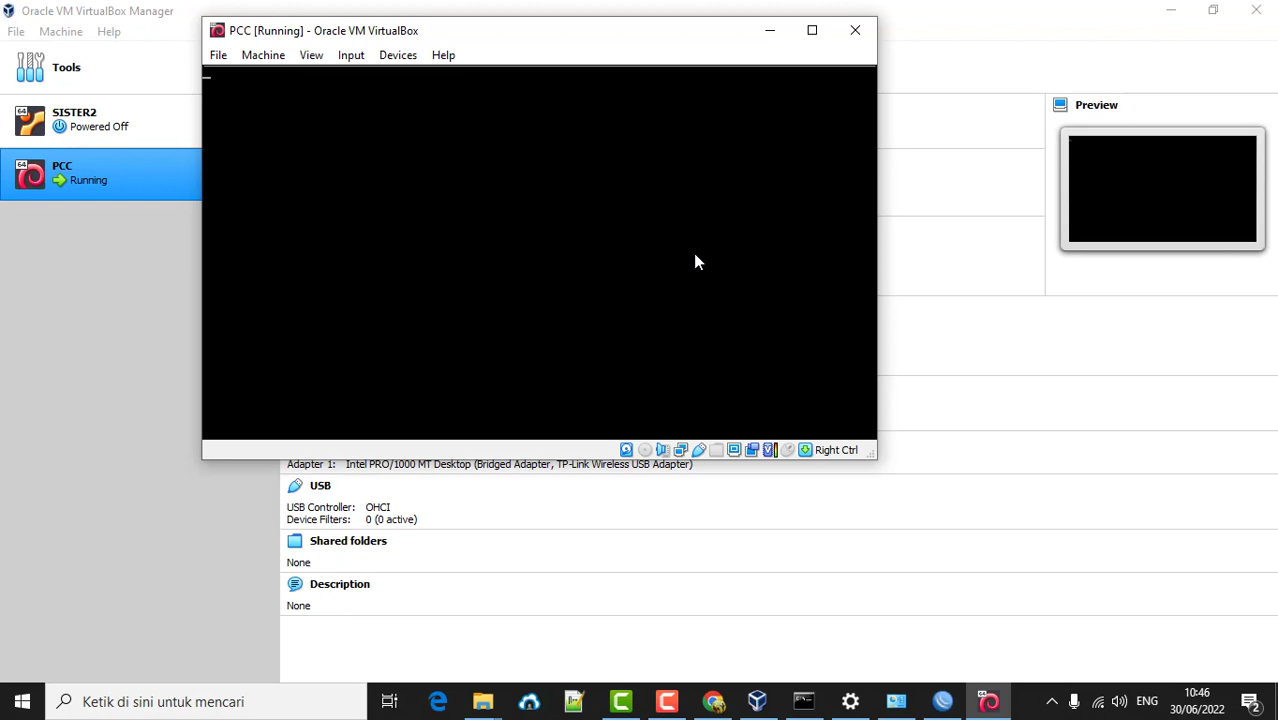 Oracle VM VirtualBox Manager
File Machine Help
Tools
64
SISTER2
Powered Off
64
PCC
Running
PCC [Running] - Oracle VM VirtualBox
File Machine View Input Devices Help
Right Ctrl
Preview
Adapter 1: Intel PRO/1000 MT Desktop (Bridged Adapter, TP-Link Wireless USB Adapter)
USB
USB Controller: OHCI
Device Filters: 0 (0 active)
Shared folders
None
Description
None
Ketik di sini untuk mencari
ENG
10:46
30/06/2022
2